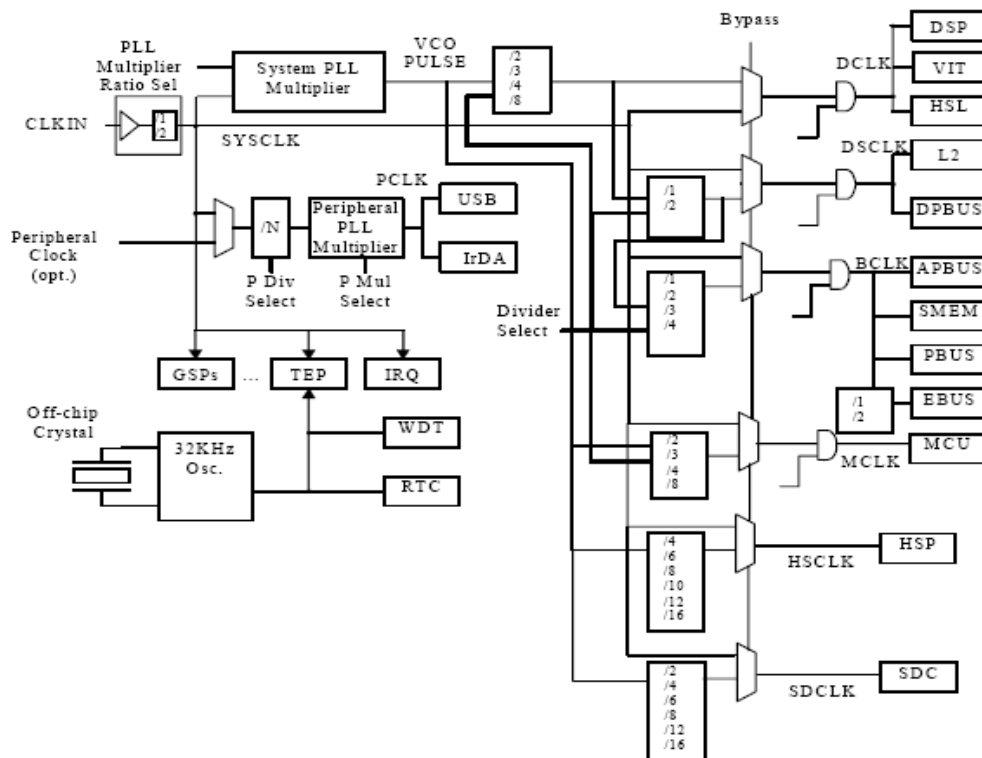 Bypass
PLL
Multiplier
Ratio Sel
VCO
PULSE
System PLL
Multiplier
/2
/3
/4
/8
DCLK
DSP
VIT
HSL
CLKIN
/1
/2
SYSCLK
DSCLK
L2
DPBUS
/1
/2
PCLK
USB
IrDA
/N
Peripheral
PLL
Multiplier
Peripheral
Clock
(opt.)
P Div
Select
P Mul
Select
Divider
Select
/1
/2
/3
/4
BCLK
APBUS
SMEM
PBUS
EBUS
/1
/2
GSPs
...
TEP
IRQ
Off-chip
Crystal
32KHz
Osc.
WDT
RTC
/2
/3
/4
/8
MCLK
MCU
/4
/6
/8
/10
/12
/16
HSCLK
HSP
/2
/4
/6
/8
/12
/16
SDCLK
SDC